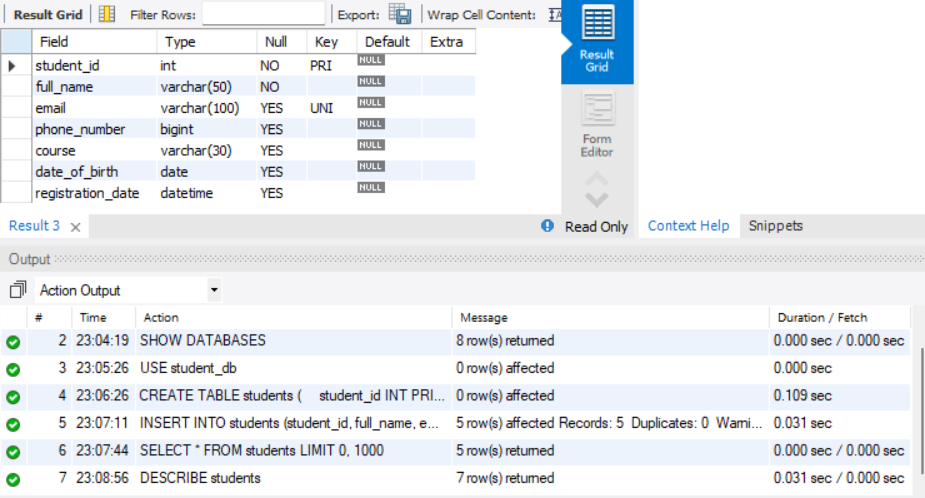 Result Grid Filter Rows: Export: Wrap Cell Content:
Field Type Null Key Default Extra
student_id int NO PRI NULL
full_name varchar(50) NO NULL
email varchar(100) YES UNI NULL
phone_number bigint YES NULL
course varchar(30) YES NULL
date_of_birth date YES NULL
registration_date datetime YES NULL
Result
Grid
Form
Editor
Result 3 Read Only Context Help Snippets
Output
Action Output
# Time Action Message Duration / Fetch
2 23:04:19 SHOW DATABASES 8 row(s) returned 0.000 sec / 0.000 sec
3 23:05:26 USE student_db 0 row(s) affected 0.000 sec
4 23:06:26 CREATE TABLE students ( student_id INT PRI... 0 row(s) affected 0.109 sec
5 23:07:11 INSERT INTO students (student_id, full_name, e... 5 row(s) affected Records: 5 Duplicates: 0 Warni... 0.031 sec
6 23:07:44 SELECT * FROM students LIMIT 0, 1000 5 row(s) returned 0.000 sec / 0.000 sec
7 23:08:56 DESCRIBE students 7 row(s) returned 0.031 sec / 0.000 sec